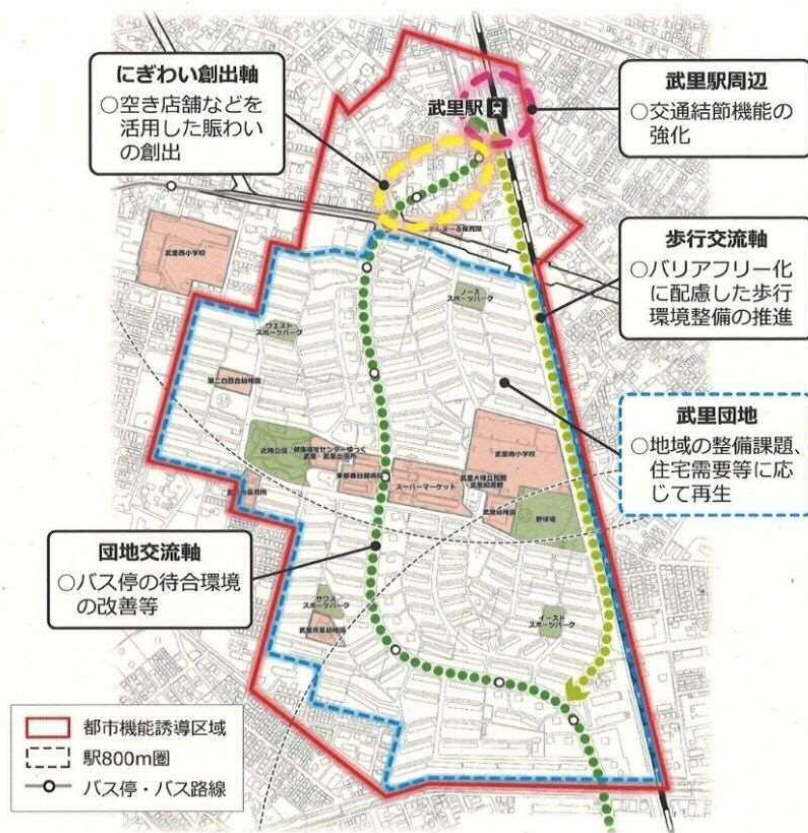 にぎわい創出軸
○空き店舗などを
活用した賑わい
の創出
武里駅
武里駅周辺
○交通結節機能の
強化
歩行交流軸
○バリアフリー化
に配慮した歩行
環境整備の推進
武里団地
○地域の整備課題、
住宅需要等に応
じて再生
団地交流軸
○バス停の待合環境
の改善等
武里西小学校
ノース
スポーツパーク
ウエスト
スポーツパーク
第二白百合幼稚園
武里南小学校
スーパーマーケット
野球場
サウス
スポーツパーク
イースト
スポーツパーク
都市機能誘導区域
駅800m圏
バス停・バス路線